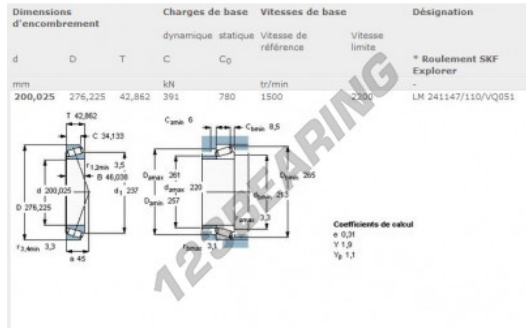 Dimensions d'encombrement
Charges de base
Vitesses de base
Désignation
dynamique
statique
Vitesse de référence
Vitesse limite
d
D
T
C
C0
* Roulement SKF Explorer
mm
kN
tr/min
-
200,025
276,225
42,862
391
780
1500
2200
LM 241147/110/VQ051
T 42,862
C 34,133
r1,2min 3,5
B 46,038
d 200,025
d1 237
D 276,225
r3,4min 3,3
a 45
Camin 6
Cbmin 8,5
Damax 261
damax 220
Damin 257
Dbmin 265
dbmin 213
ramax 3,3
rbmax 3,1
Coefficients de calcul
e 0,31
Y 1,9
Y0 1,1
123BEARING